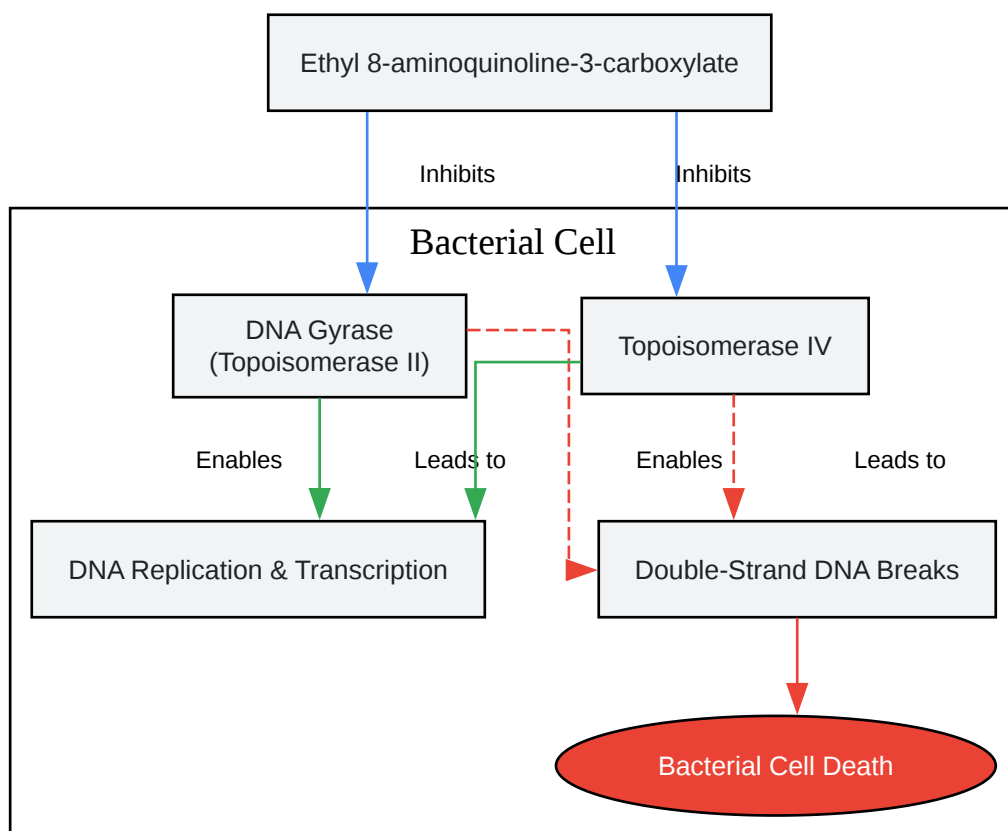 Ethyl 8-aminoquinoline-3-carboxylate
Inhibits
Inhibits
Bacterial Cell
DNA Gyrase
(Topoisomerase II)
Topoisomerase IV
Enables
Leads to
Enables
Leads to
DNA Replication & Transcription
Double-Strand DNA Breaks
Bacterial Cell Death